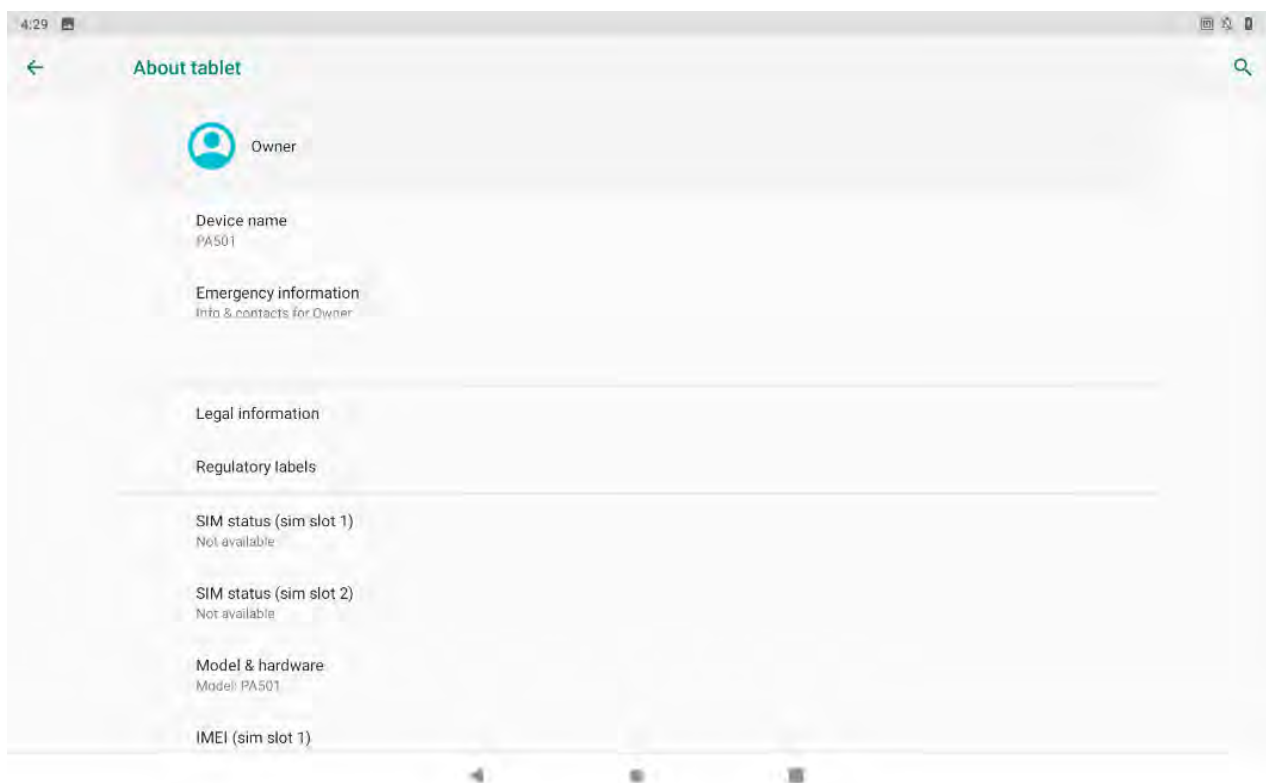 4:29
About tablet
Owner
Device name
PA501
Emergency information
Info & contacts for Owner
Legal information
Regulatory labels
SIM status (sim slot 1)
Not available
SIM status (sim slot 2)
Not available
Model & hardware
Model: PA501
IMEI (sim slot 1)